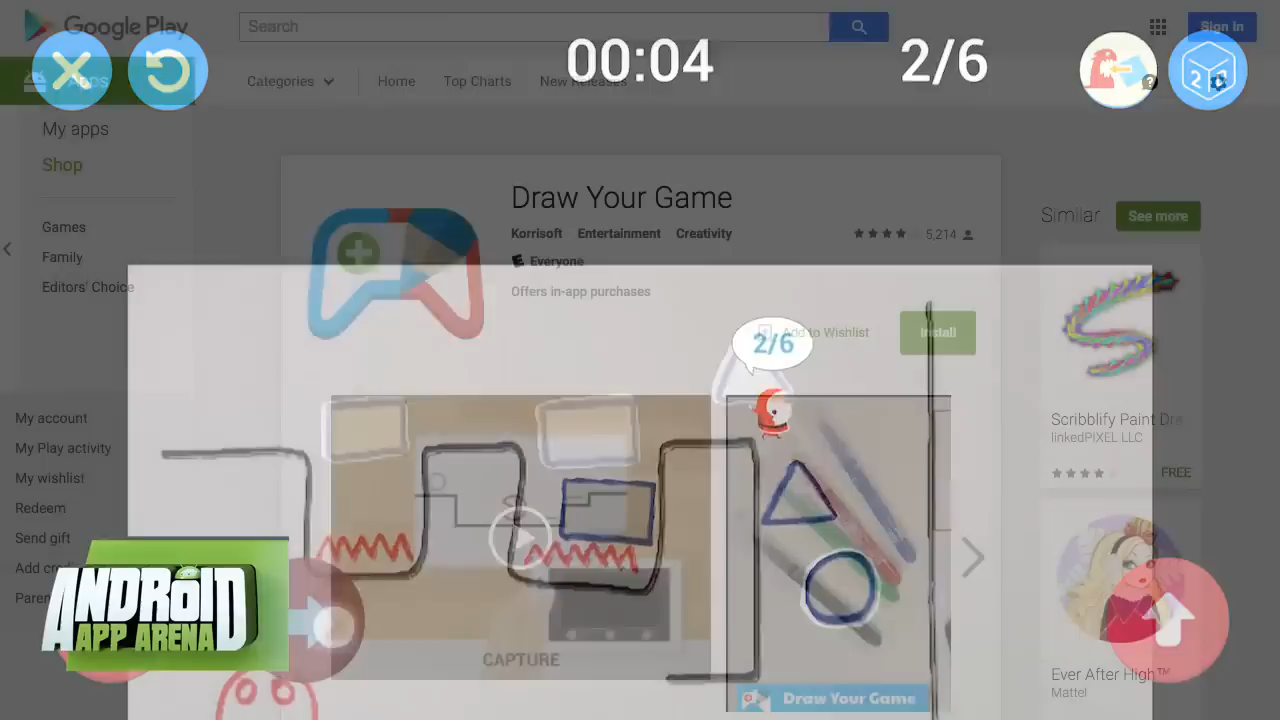 Google Play
Search
Sign In
00:04
2/6
Apps
Categories
Home
Top Charts
New Releases
My apps
Shop
Games
Family
Editors' Choice
My account
My Play activity
My wishlist
Redeem
Send gift
Draw Your Game
Korrisoft Entertainment Creativity
5,214
Everyone
Offers in-app purchases
Add to Wishlist
Install
2/6
CAPTURE
Draw Your Game
Similar
See more
Scribblify Paint
linkedPIXEL LLC
FREE
Ever After High™
Mattel
ANDROID
APP ARENA